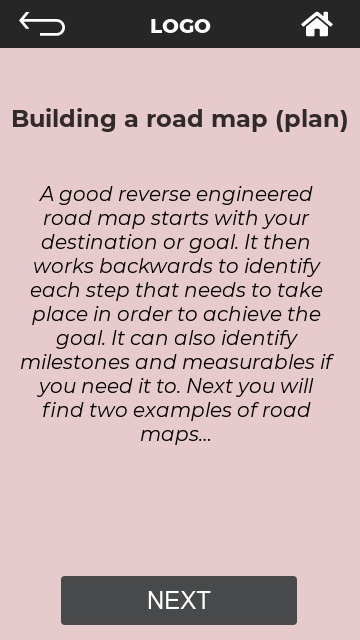 LOGO
Building a road map (plan)
A good reverse engineered
road map starts with your
destination or goal. It then
works backwards to identify
each step that needs to take
place in order to achieve the
goal. It can also identify
milestones and measurables if
you need it to. Next you will
find two examples of road
maps...
NEXT